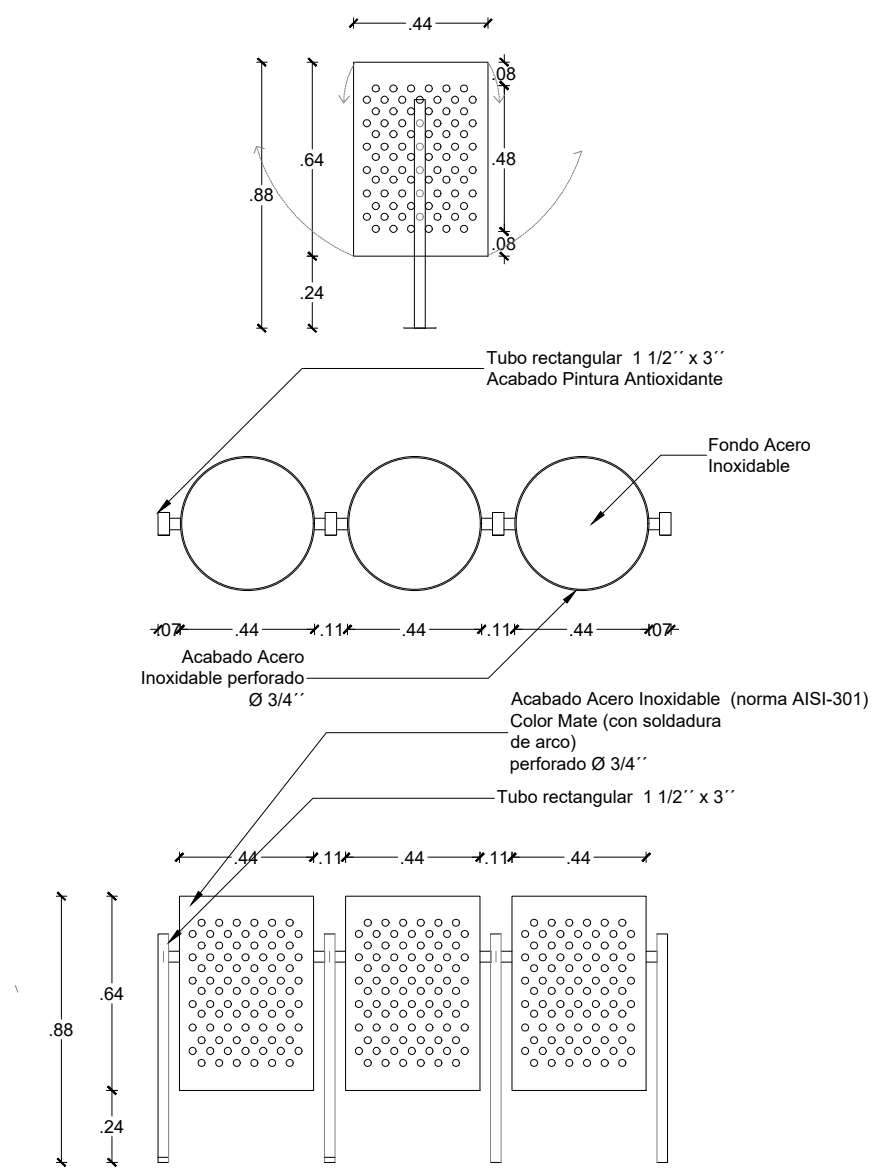 .44
.08
.64
.48
.88
.08
.24
Tubo rectangular 1 1/2´´ x 3´´
Acabado Pintura Antioxidante
Fondo Acero
Inoxidable
.07 .44 .11 .44 .11 .44 .07
Acabado Acero
Inoxidable perforado
Ø 3/4´´
Acabado Acero Inoxidable (norma AISI-301)
Color Mate (con soldadura
de arco)
perforado Ø 3/4´´
Tubo rectangular 1 1/2´´ x 3´´
.44 .11 .44 .11 .44
.64
.88
.24